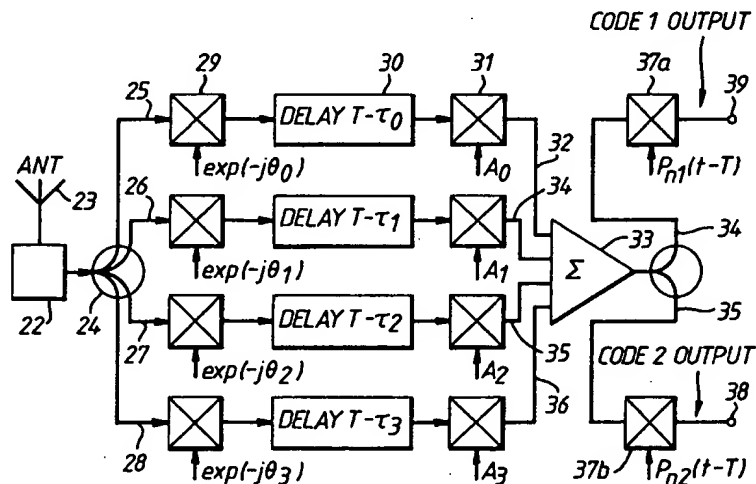 CODE 1 OUTPUT
29
30
31
37a
39
25
DELAY T-τ0
ANT
exp(-jθ0)
A0
32
Pn1(t-T)
23
26
34
33
34
DELAY T-τ1
exp(-jθ1)
A1
Σ
22
24
27
DELAY T-τ2
35
35
exp(-jθ2)
A2
36
CODE 2 OUTPUT
38
28
DELAY T-τ3
exp(-jθ3)
A3
37b
Pn2(t-T)